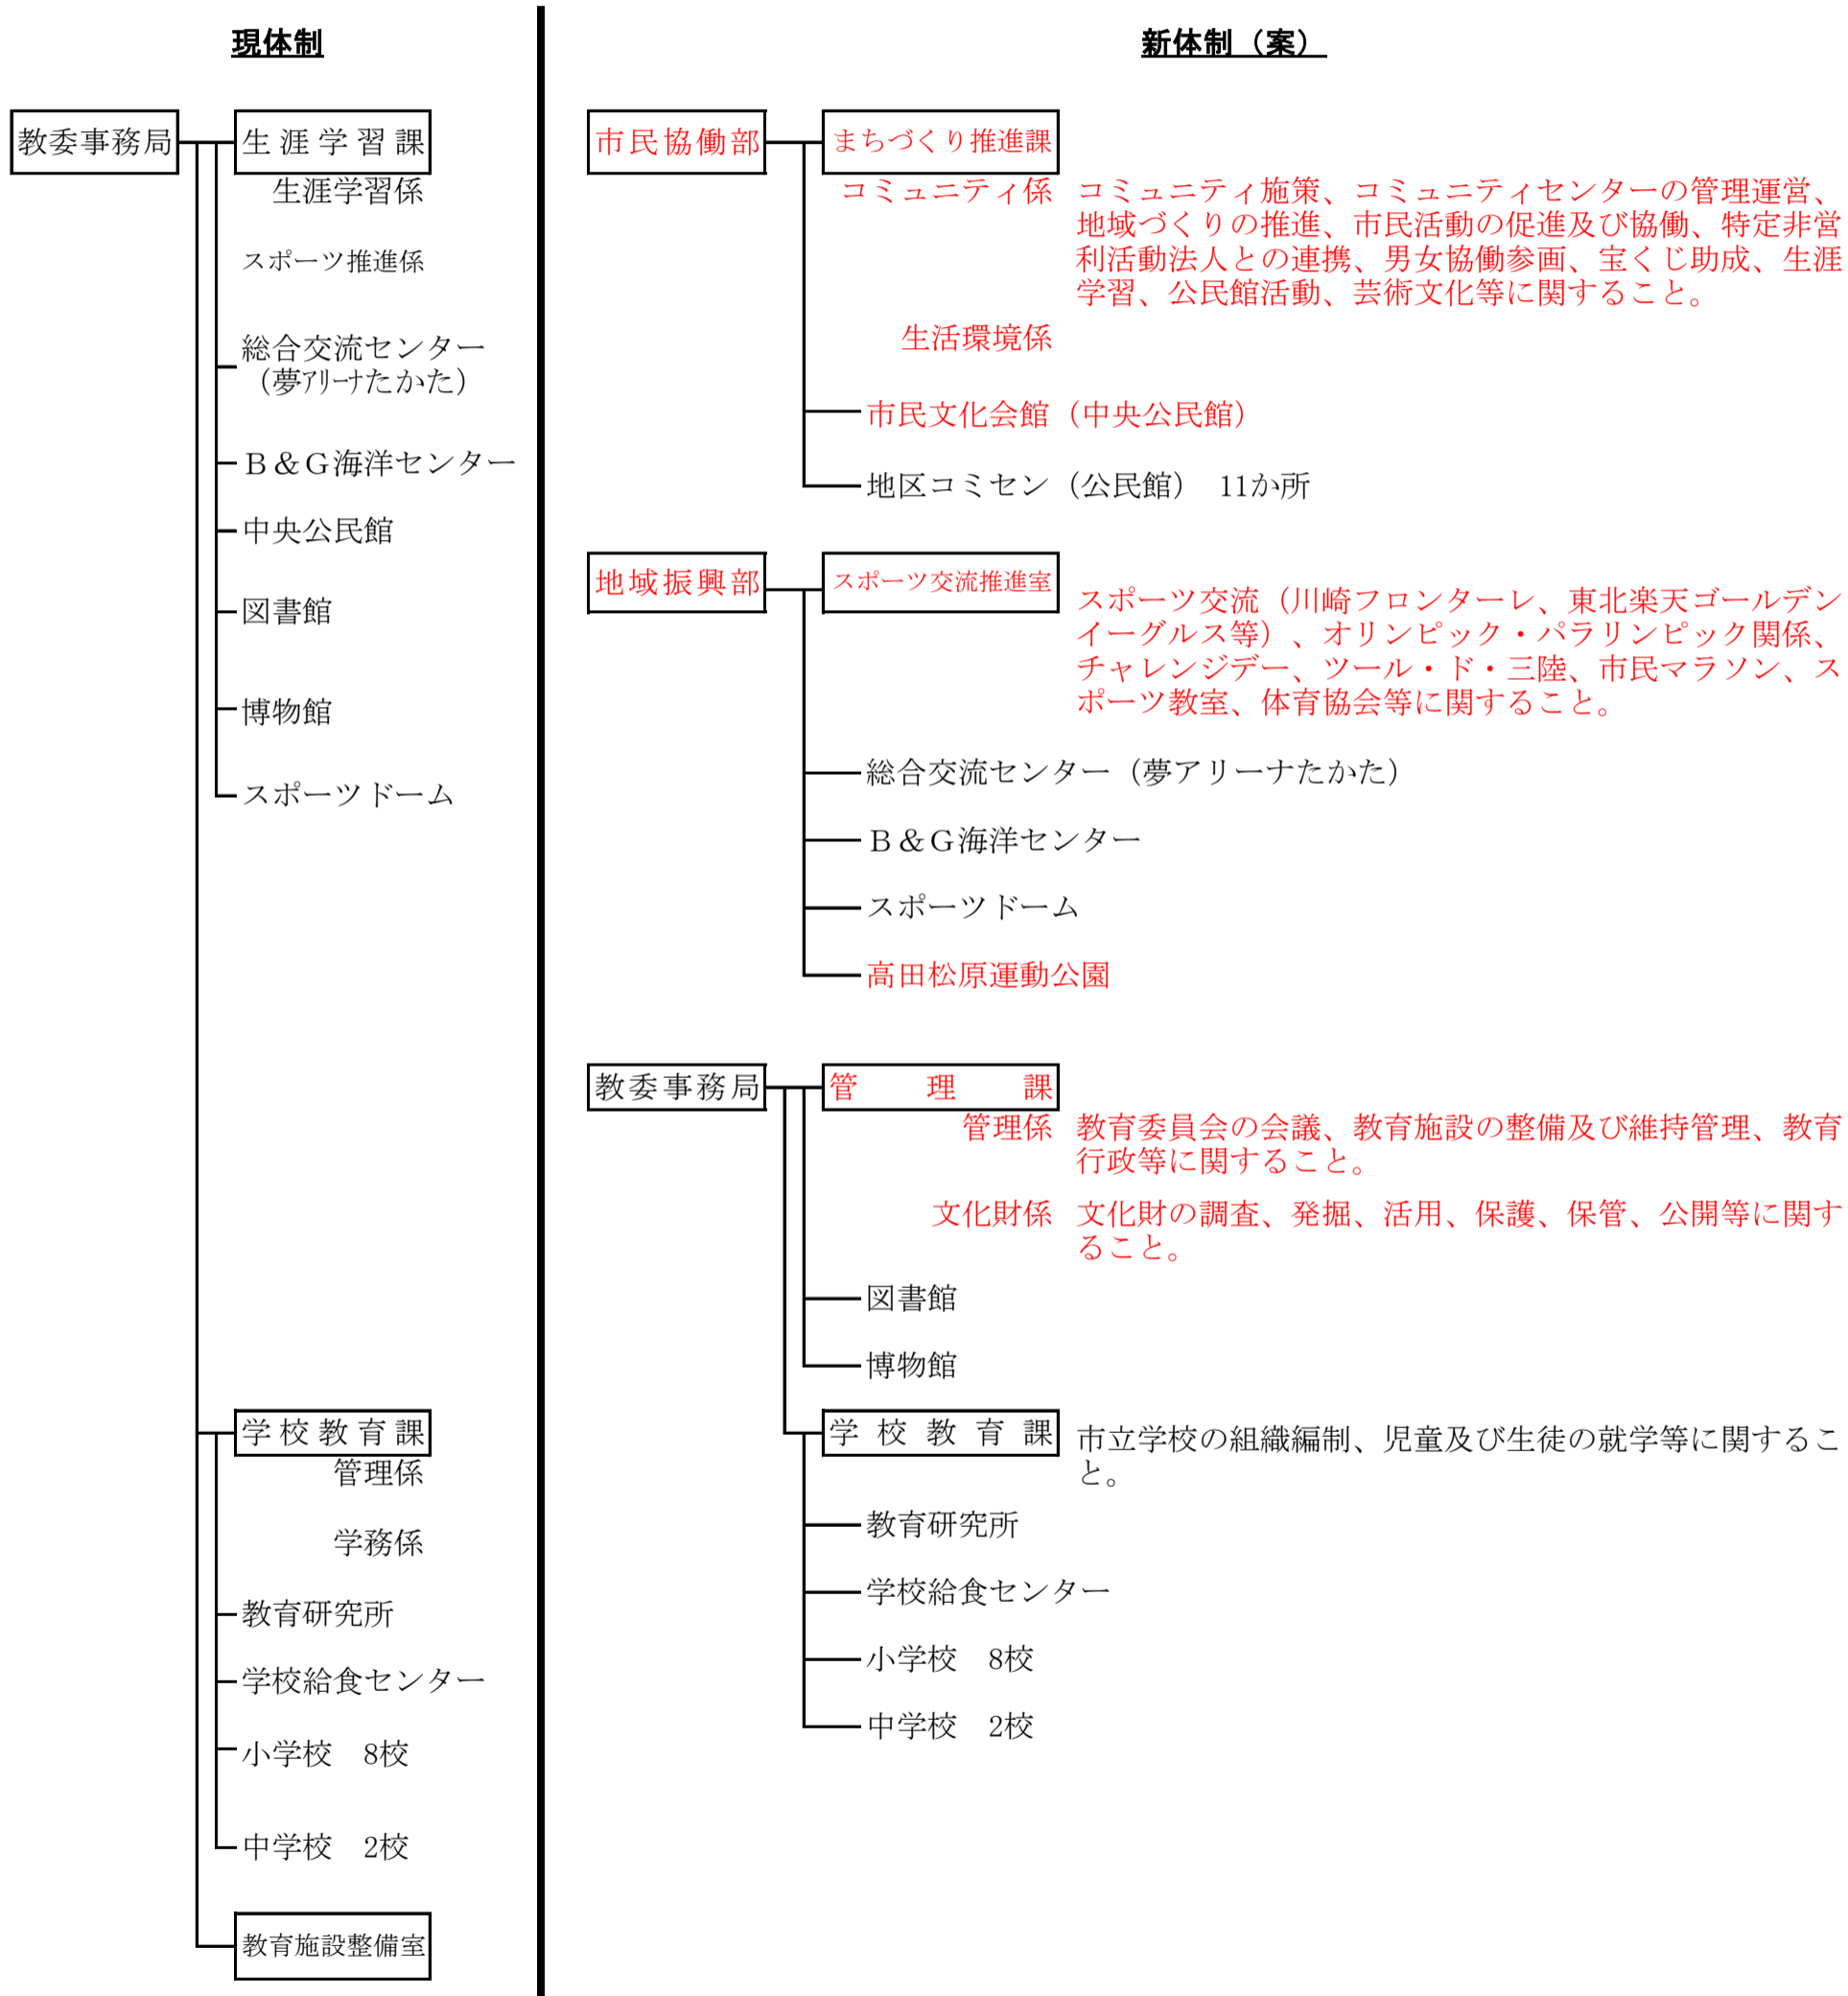 現体制
教委事務局
生涯学習課
生涯学習係
スポーツ推進係
総合交流センター
（夢アリーナたかた）
Ｂ＆Ｇ海洋センター
中央公民館
図書館
博物館
スポーツドーム
学校教育課
管理係
学務係
教育研究所
学校給食センター
小学校　8校
中学校　2校
教育施設整備室
新体制（案）
市民協働部
まちづくり推進課
コミュニティ係
コミュニティ施策、コミュニティセンターの管理運営、
地域づくりの推進、市民活動の促進及び協働、特定非営
利活動法人との連携、男女協働参画、宝くじ助成、生涯
学習、公民館活動、芸術文化等に関すること。
生活環境係
市民文化会館（中央公民館）
地区コミセン（公民館）　11か所
地域振興部
スポーツ交流推進室
スポーツ交流（川崎フロンターレ、東北楽天ゴールデン
イーグルス等）、オリンピック・パラリンピック関係、
チャレンジデー、ツール・ド・三陸、市民マラソン、ス
ポーツ教室、体育協会等に関すること。
総合交流センター（夢アリーナたかた）
Ｂ＆Ｇ海洋センター
スポーツドーム
高田松原運動公園
教委事務局
管理課
管理係
教育委員会の会議、教育施設の整備及び維持管理、教育
行政等に関すること。
文化財係
文化財の調査、発掘、活用、保護、保管、公開等に関す
ること。
図書館
博物館
学校教育課
市立学校の組織編制、児童及び生徒の就学等に関するこ
と。
教育研究所
学校給食センター
小学校　8校
中学校　2校